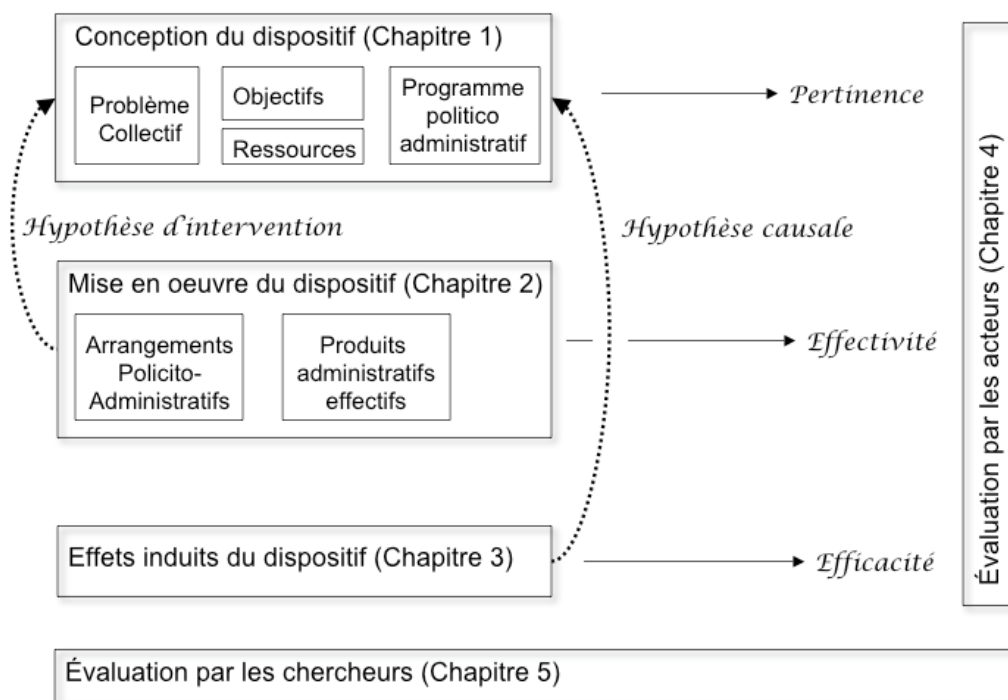 Conception du dispositif (Chapitre 1)
Problème
Collectif
Objectifs
Ressources
Programme
politico
administratif
Pertinence
Hypothèse d'intervention
Hypothèse causale
Mise en oeuvre du dispositif (Chapitre 2)
Arrangements
Policito-
Administratifs
Produits
administratifs
effectifs
Effectivité
Effets induits du dispositif (Chapitre 3)
Efficacité
Évaluation par les acteurs (Chapitre 4)
Évaluation par les chercheurs (Chapitre 5)